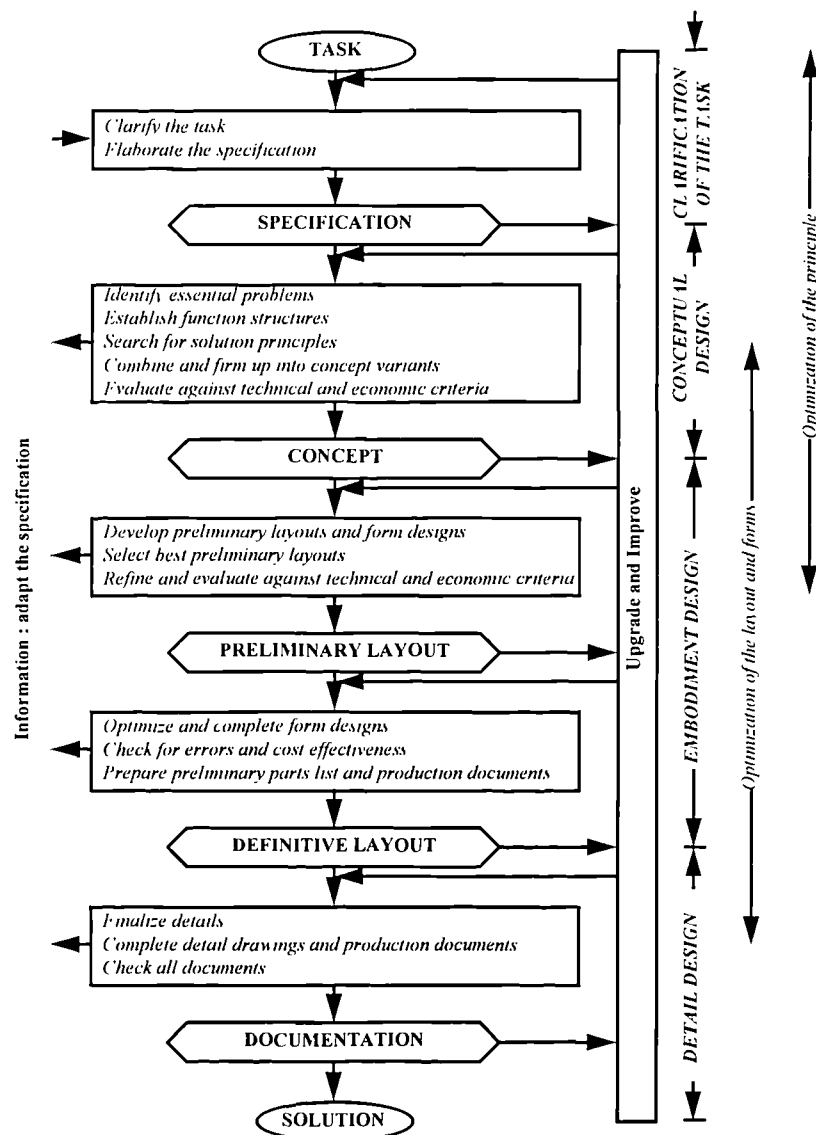 TASK
Clarify the task
Elaborate the specification
SPECIFICATION
Identify essential problems
Establish function structures
Search for solution principles
Combine and firm up into concept variants
Evaluate against technical and economic criteria
CONCEPT
Develop preliminary layouts and form designs
Select best preliminary layouts
Refine and evaluate against technical and economic criteria
PRELIMINARY LAYOUT
Optimize and complete form designs
Check for errors and cost effectiveness
Prepare preliminary parts list and production documents
DEFINITIVE LAYOUT
Finalize details
Complete detail drawings and production documents
Check all documents
DOCUMENTATION
SOLUTION
Information : adapt the specification
Upgrade and Improve
CLARIFICATION
OF THE TASK
CONCEPTUAL
DESIGN
EMBODIMENT DESIGN
DETAIL DESIGN
Optimization of the layout and forms
Optimization of the principle